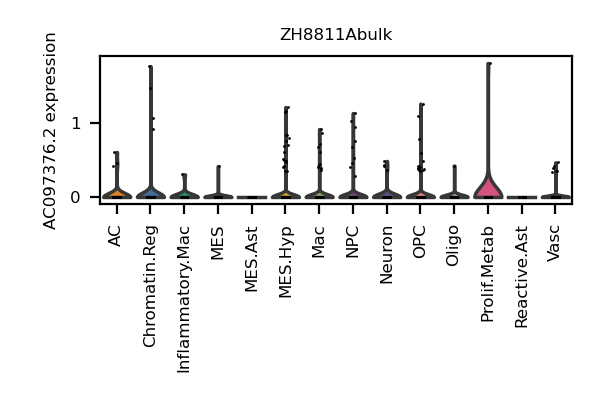 ZH8811Abulk
AC097376.2 expression
1
0
AC
Chromatin.Reg
Inflammatory.Mac
MES
MES.Ast
MES.Hyp
Mac
NPC
Neuron
OPC
Oligo
Prolif.Metab
Reactive.Ast
Vasc